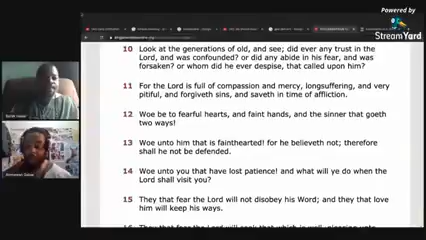 Powered by
StreamYard
10 Look at the generations of old, and see; did ever any trust in the
Lord, and was confounded? or did any abide in his fear, and was
forsaken? or whom did he ever despise, that called upon him?
11 For the Lord is full of compassion and mercy, longsuffering, and very
pitiful, and forgiveth sins, and saveth in time of affliction.
12 Woe be to fearful hearts, and faint hands, and the sinner that goeth
two ways!
13 Woe unto him that is fainthearted! for he believeth not; therefore
shall he not be defended.
14 Woe unto you that have lost patience! and what will ye do when the
Lord shall visit you?
15 They that fear the Lord will not disobey his Word; and they that love
him will keep his ways.